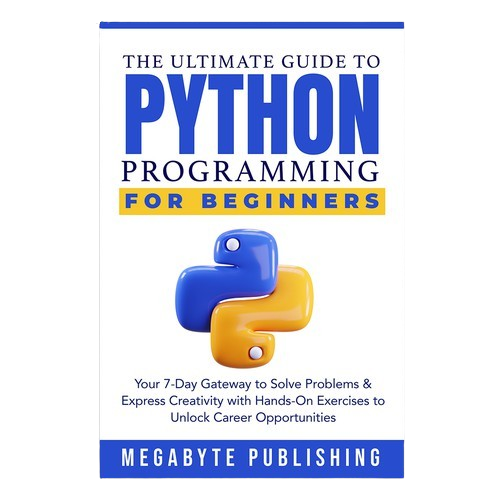 THE ULTIMATE GUIDE TO
PYTHON
PROGRAMMING
FOR BEGINNERS
Your 7-Day Gateway to Solve Problems &
Express Creativity with Hands-On Exercises to
Unlock Career Opportunities
MEGABYTE PUBLISHING